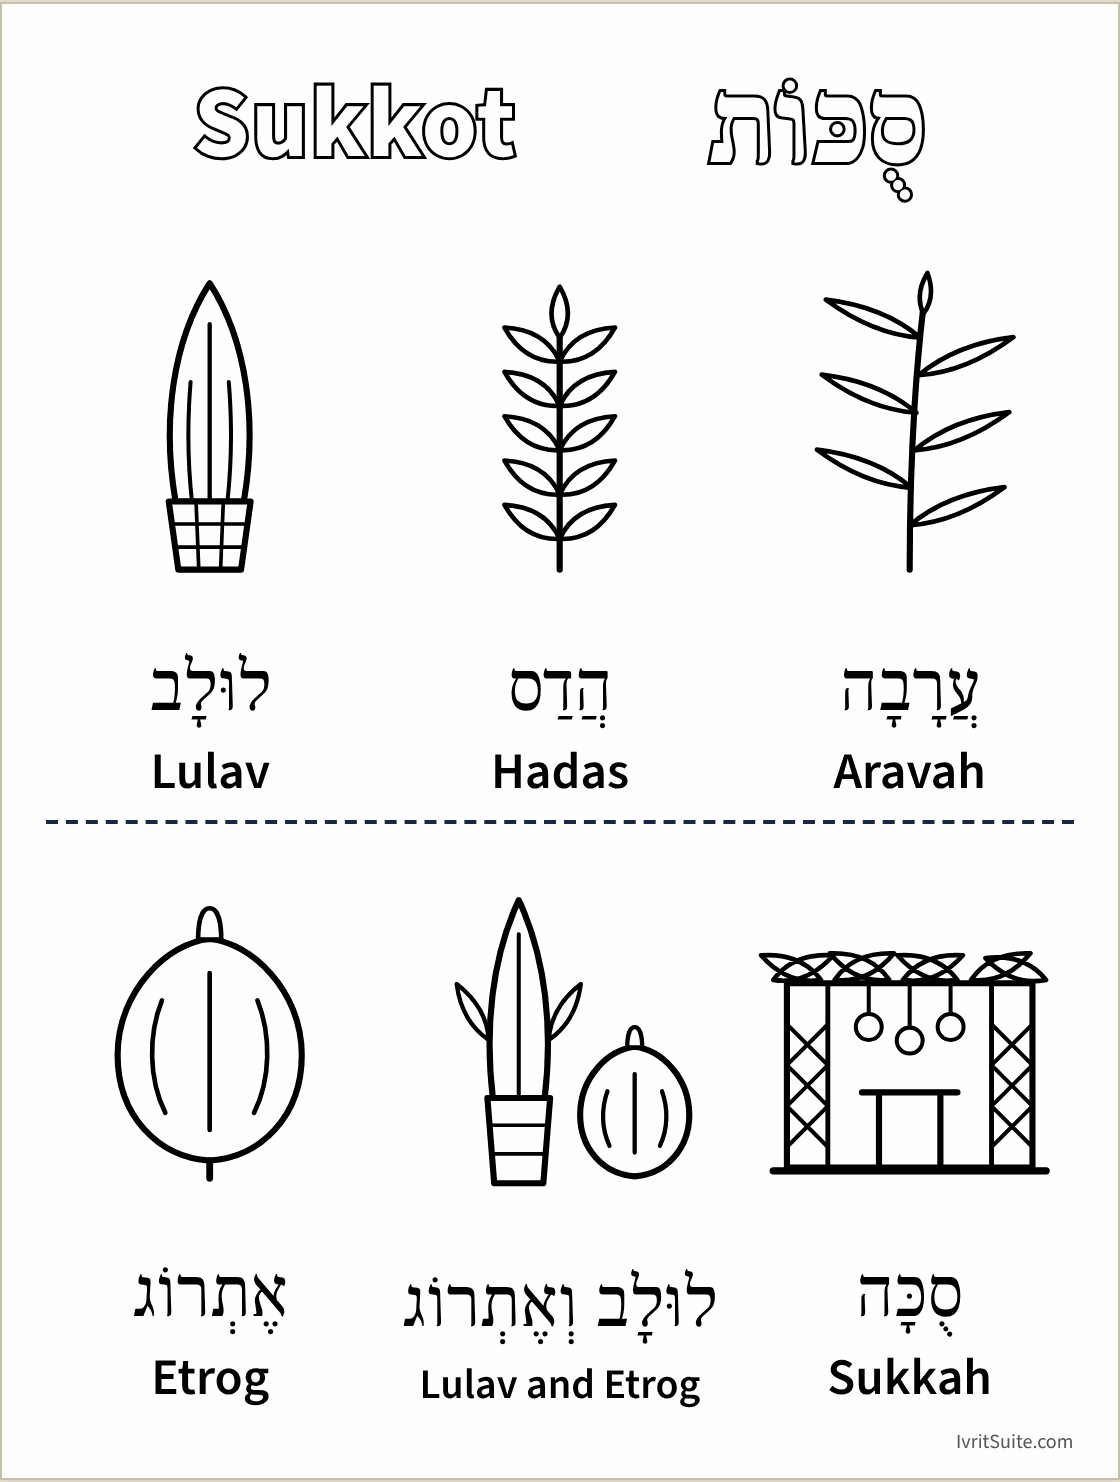 Sukkot סֻכּוֹת
לוּלָב הֲדַס עֲרָבָה
Lulav Hadas Aravah
אֶתְרוֹג לוּלָב וְאֶתְרוֹג סֻכָּה
Etrog Lulav and Etrog Sukkah
IvritSuite.com